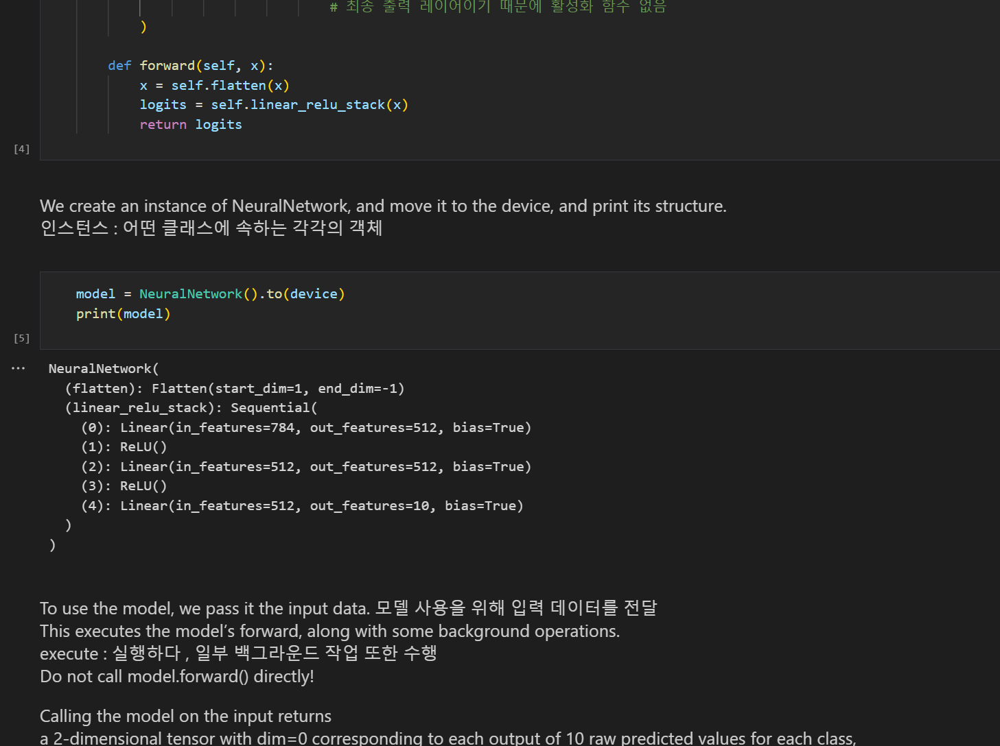 # 최송 출력 레이어이기 때문에 활성화 함수 없음
)
def forward(self, x):
x = self.flatten(x)
logits = self.linear_relu_stack(x)
return logits
[4]
We create an instance of NeuralNetwork, and move it to the device, and print its structure.
인스턴스 : 어떤 클래스에 속하는 각각의 객체
model = NeuralNetwork().to(device)
print(model)
[5]
... NeuralNetwork(
(flatten): Flatten(start_dim=1, end_dim=-1)
(linear_relu_stack): Sequential(
(0): Linear(in_features=784, out_features=512, bias=True)
(1): ReLU()
(2): Linear(in_features=512, out_features=512, bias=True)
(3): ReLU()
(4): Linear(in_features=512, out_features=10, bias=True)
)
)
To use the model, we pass it the input data. 모델 사용을 위해 입력 데이터를 전달
This executes the model’s forward, along with some background operations.
execute : 실행하다 , 일부 백그라운드 작업 또한 수행
Do not call model.forward() directly!
Calling the model on the input returns
a 2-dimensional tensor with dim=0 corresponding to each output of 10 raw predicted values for each class,